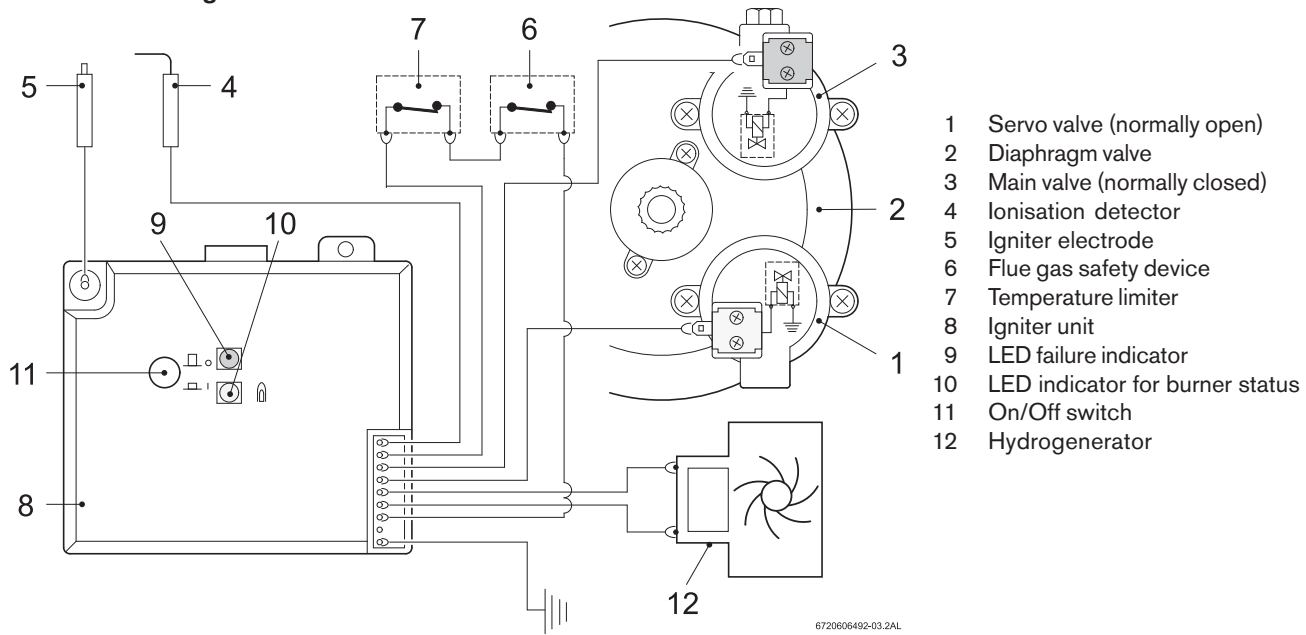 7
6
3
5
4
2
9
10
1
11
8
12
1 Servo valve (normally open)
2 Diaphragm valve
3 Main valve (normally closed)
4 Ionisation detector
5 Igniter electrode
6 Flue gas safety device
7 Temperature limiter
8 Igniter unit
9 LED failure indicator
10 LED indicator for burner status
11 On/Off switch
12 Hydrogenerator
6720606492-03.2AL